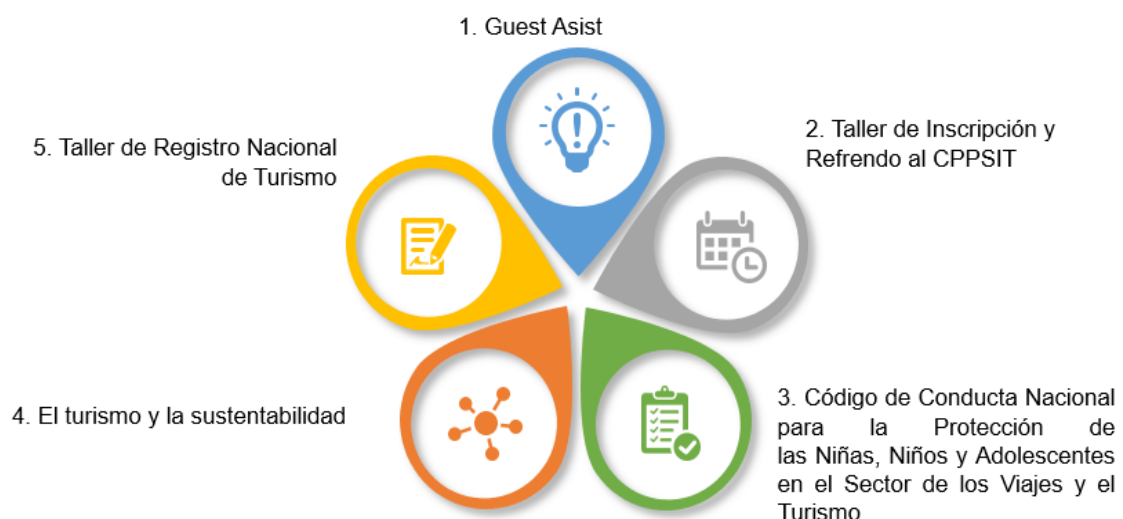 1. Guest Asist
2. Taller de Inscripción y
Refrendo al CPPSIT
3. Código de Conducta Nacional
para la Protección de
las Niñas, Niños y Adolescentes
en el Sector de los Viajes y el
Turismo
4. El turismo y la sustentabilidad
5. Taller de Registro Nacional
de Turismo